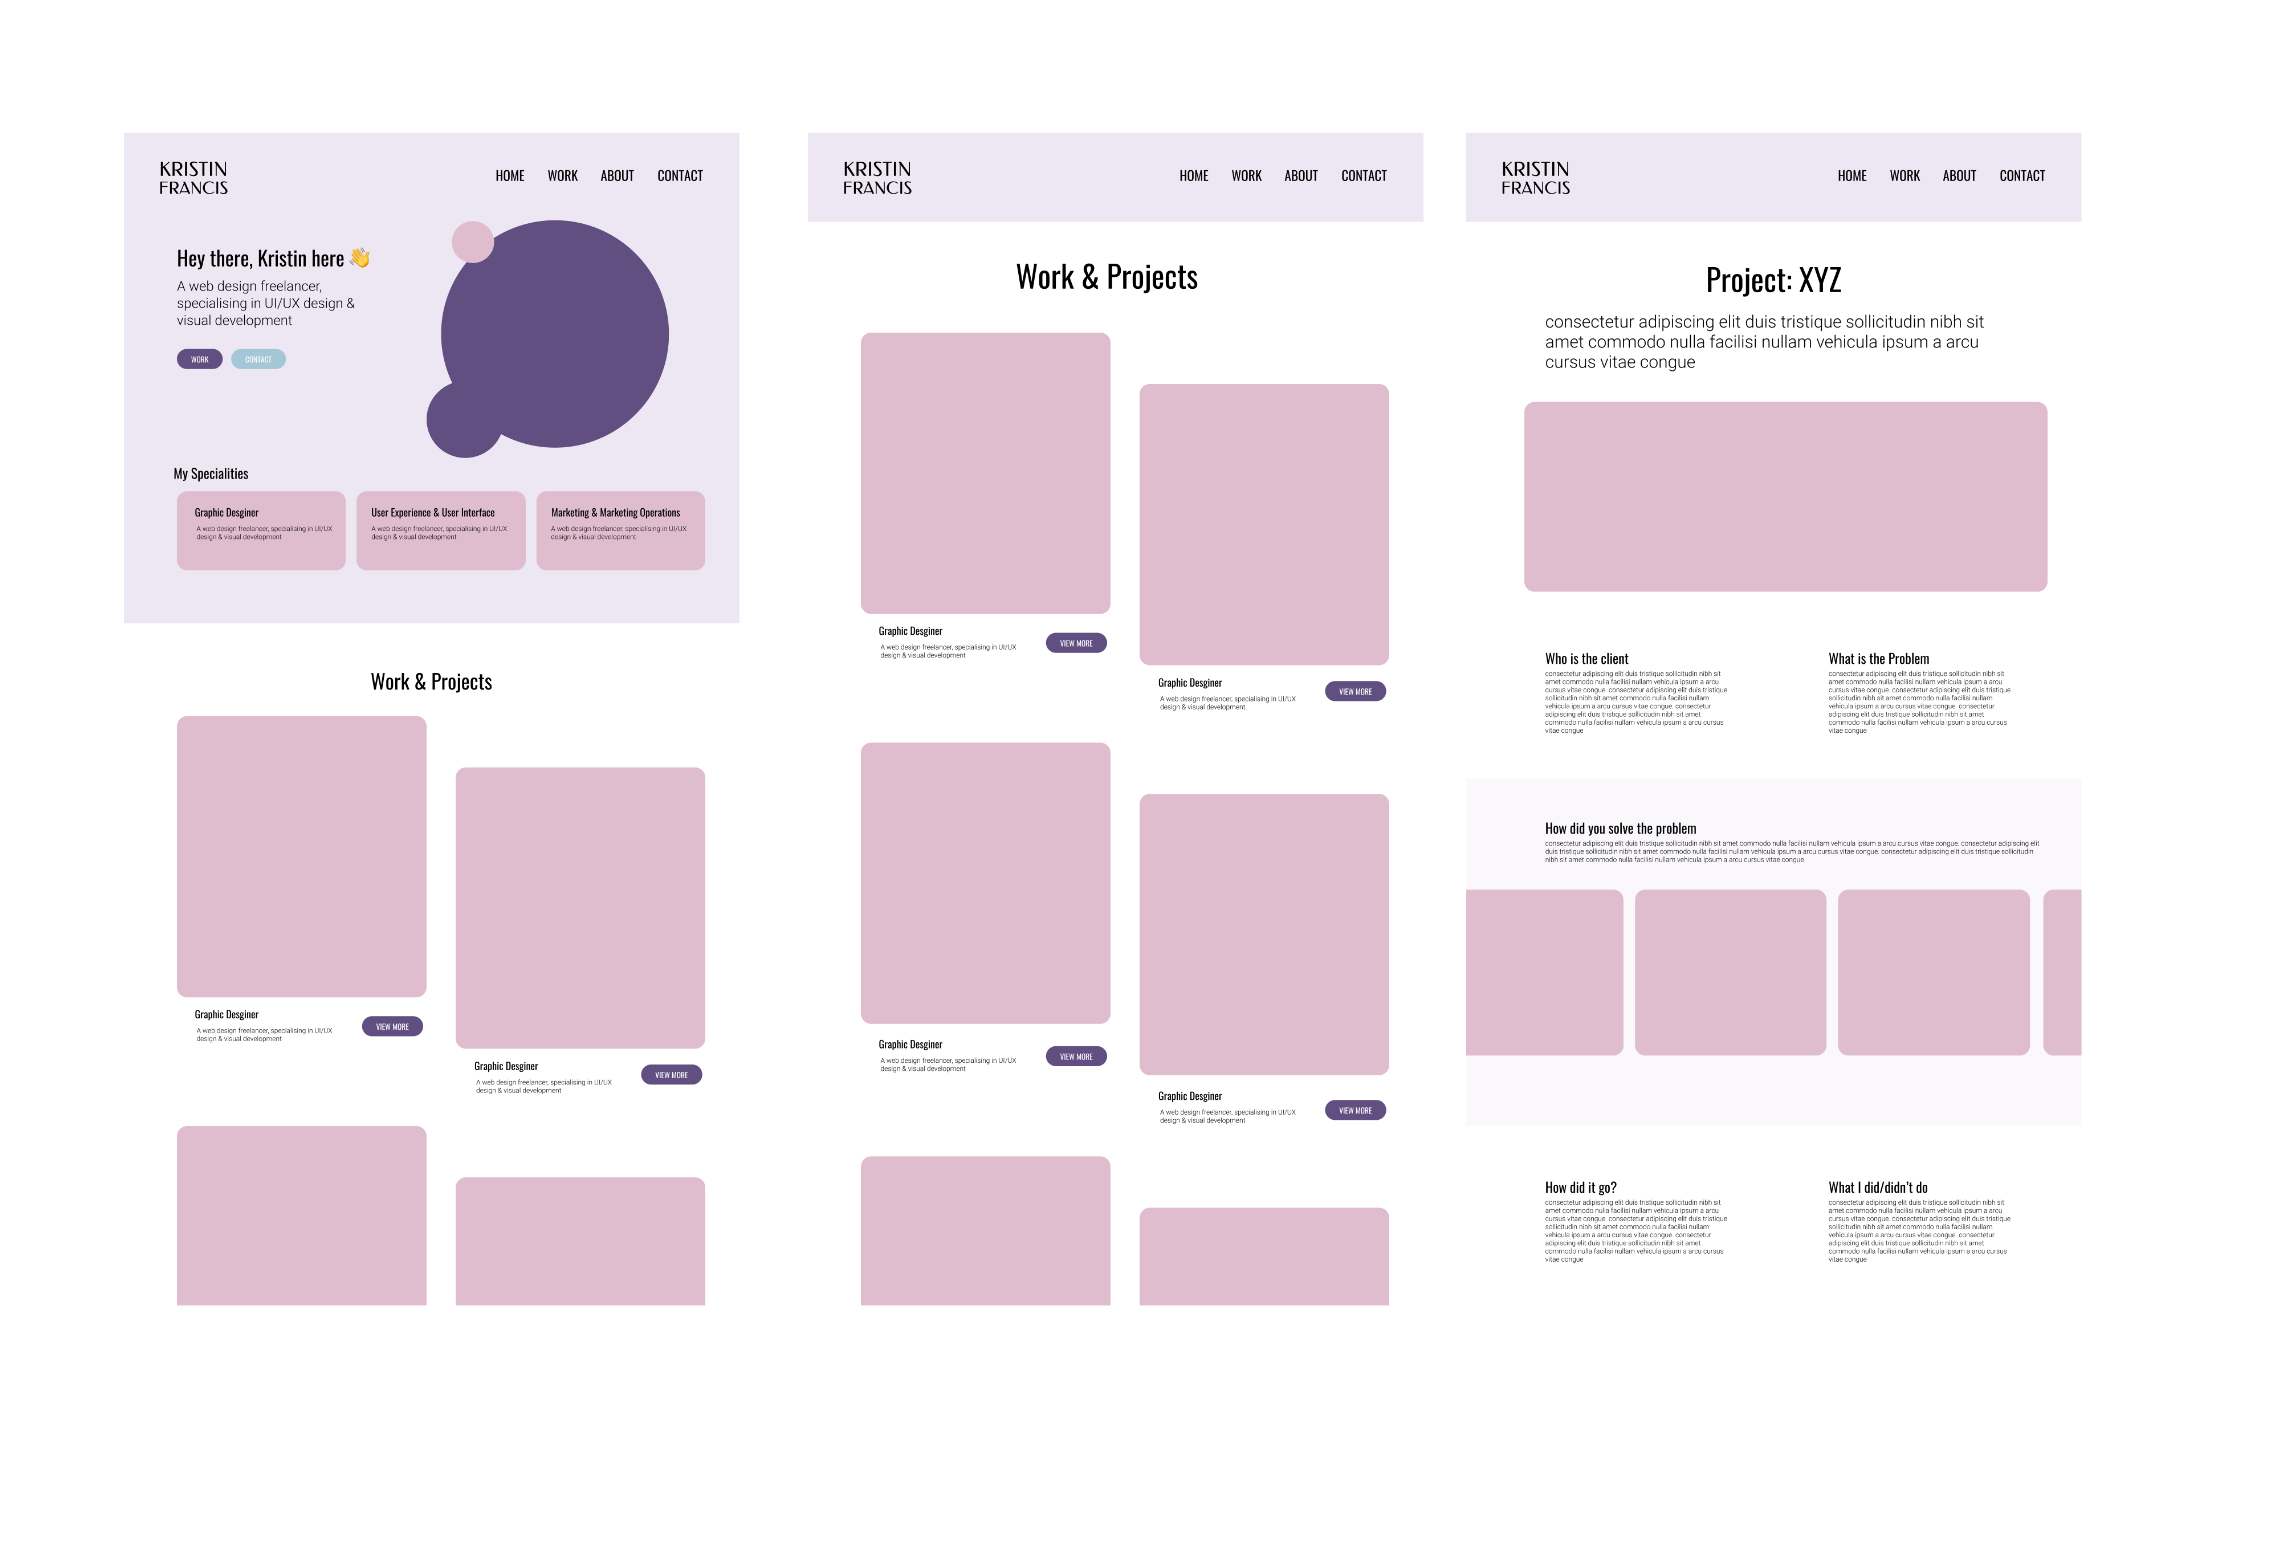 KRISTIN
FRANCIS
HOME WORK ABOUT CONTACT
Hey there, Kristin here 👋
A web design freelancer,
specialising in UI/UX design &
visual development
WORK CONTACT
My Specialities
Graphic Desginer
A web design freelancer, specialising in UI/UX
design & visual development
User Experience & User Interface
A web design freelancer, specialising in UI/UX
design & visual development
Marketing & Marketing Operations
A web design freelancer, specialising in UI/UX
design & visual development
Work & Projects
Graphic Desginer
A web design freelancer, specialising in UI/UX
design & visual development
VIEW MORE
Graphic Desginer
A web design freelancer, specialising in UI/UX
design & visual development
VIEW MORE
KRISTIN
FRANCIS
HOME WORK ABOUT CONTACT
Work & Projects
Graphic Desginer
A web design freelancer, specialising in UI/UX
design & visual development
VIEW MORE
Graphic Desginer
A web design freelancer, specialising in UI/UX
design & visual development
VIEW MORE
Graphic Desginer
A web design freelancer, specialising in UI/UX
design & visual development
VIEW MORE
Graphic Desginer
A web design freelancer, specialising in UI/UX
design & visual development
VIEW MORE
KRISTIN
FRANCIS
HOME WORK ABOUT CONTACT
Project: XYZ
consectetur adipiscing elit duis tristique sollicitudin nibh sit
amet commodo nulla facilisi nullam vehicula ipsum a arcu
cursus vitae congue
Who is the client
consectetur adipiscing elit duis tristique sollicitudin nibh sit
amet commodo nulla facilisi nullam vehicula ipsum a arcu
cursus vitae congue. consectetur adipiscing elit duis tristique
sollicitudin nibh sit amet commodo nulla facilisi nullam
vehicula ipsum a arcu cursus vitae congue. consectetur
adipiscing elit duis tristique sollicitudin nibh sit amet
commodo nulla facilisi nullam vehicula ipsum a arcu cursus
vitae congue
What is the Problem
consectetur adipiscing elit duis tristique sollicitudin nibh sit
amet commodo nulla facilisi nullam vehicula ipsum a arcu
cursus vitae congue. consectetur adipiscing elit duis tristique
sollicitudin nibh sit amet commodo nulla facilisi nullam
vehicula ipsum a arcu cursus vitae congue. consectetur
adipiscing elit duis tristique sollicitudin nibh sit amet
commodo nulla facilisi nullam vehicula ipsum a arcu cursus
vitae congue
How did you solve the problem
consectetur adipiscing elit duis tristique sollicitudin nibh sit amet commodo nulla facilisi nullam vehicula ipsum a arcu cursus vitae congue. consectetur adipiscing elit
duis tristique sollicitudin nibh sit amet commodo nulla facilisi nullam vehicula ipsum a arcu cursus vitae congue. consectetur adipiscing elit duis tristique sollicitudin
nibh sit amet commodo nulla facilisi nullam vehicula ipsum a arcu cursus vitae congue
How did it go?
consectetur adipiscing elit duis tristique sollicitudin nibh sit
amet commodo nulla facilisi nullam vehicula ipsum a arcu
cursus vitae congue. consectetur adipiscing elit duis tristique
sollicitudin nibh sit amet commodo nulla facilisi nullam
vehicula ipsum a arcu cursus vitae congue. consectetur
adipiscing elit duis tristique sollicitudin nibh sit amet
commodo nulla facilisi nullam vehicula ipsum a arcu cursus
vitae congue
What I did/didn't do
consectetur adipiscing elit duis tristique sollicitudin nibh sit
amet commodo nulla facilisi nullam vehicula ipsum a arcu
cursus vitae congue. consectetur adipiscing elit duis tristique
sollicitudin nibh sit amet commodo nulla facilisi nullam
vehicula ipsum a arcu cursus vitae congue. consectetur
adipiscing elit duis tristique sollicitudin nibh sit amet
commodo nulla facilisi nullam vehicula ipsum a arcu cursus
vitae congue